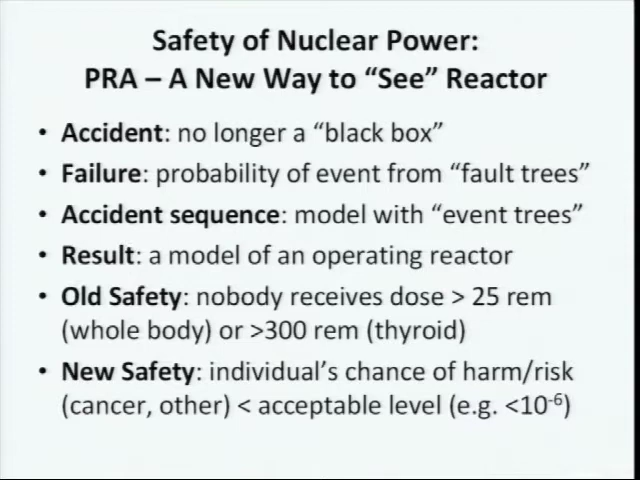 Safety of Nuclear Power:
PRA – A New Way to “See” Reactor
• Accident: no longer a “black box”
• Failure: probability of event from “fault trees”
• Accident sequence: model with “event trees”
• Result: a model of an operating reactor
• Old Safety: nobody receives dose > 25 rem
(whole body) or >300 rem (thyroid)
• New Safety: individual’s chance of harm/risk
(cancer, other) < acceptable level (e.g. <10⁻⁶)